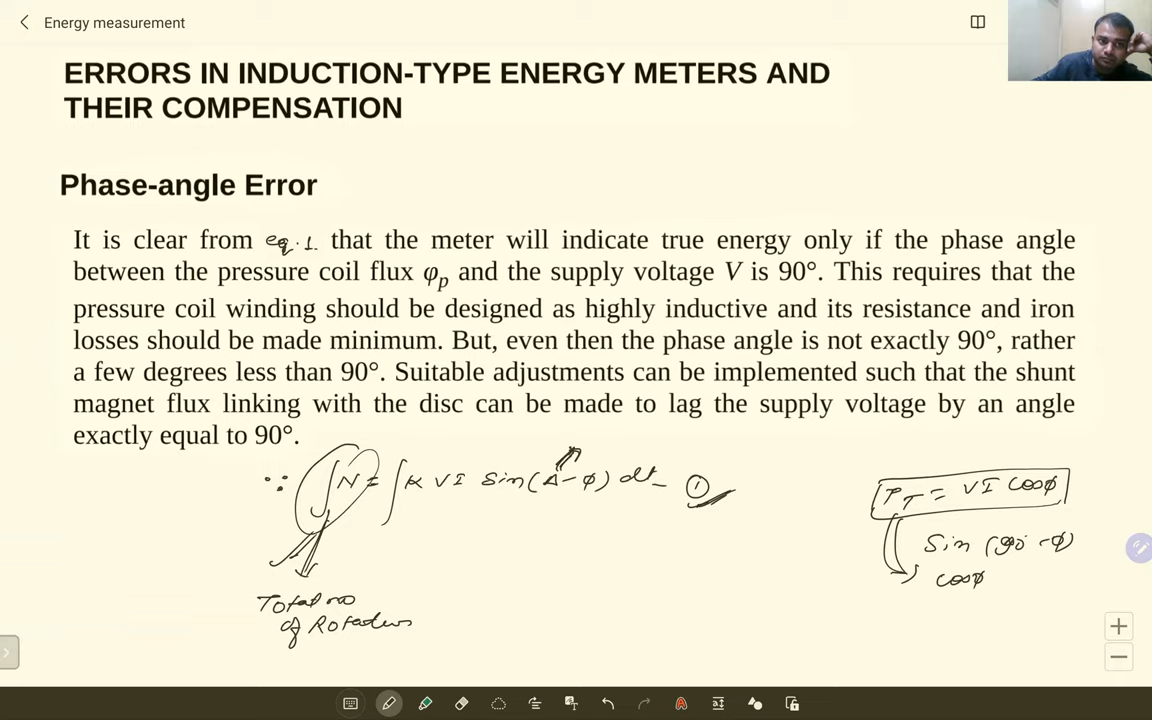 Energy measurement
ERRORS IN INDUCTION-TYPE ENERGY METERS AND
THEIR COMPENSATION
Phase-angle Error
It is clear from eq. 1. that the meter will indicate true energy only if the phase angle
between the pressure coil flux φp and the supply voltage V is 90°. This requires that the
pressure coil winding should be designed as highly inductive and its resistance and iron
losses should be made minimum. But, even then the phase angle is not exactly 90°, rather
a few degrees less than 90°. Suitable adjustments can be implemented such that the shunt
magnet flux linking with the disc can be made to lag the supply voltage by an angle
exactly equal to 90°.
∵ ∫N = ∫K VI Sin(Δ-φ) dt — ①
PT = VI cosφ
Sin (90° - φ)
cosφ
Total no
of Rotations